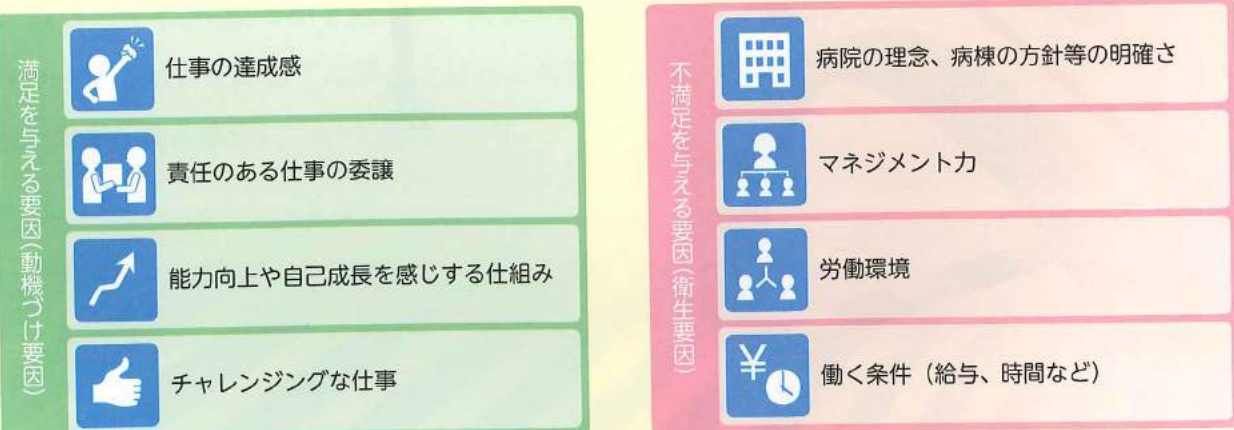 満足を与える要因(動機づけ要因)
仕事の達成感
責任のある仕事の委譲
能力向上や自己成長を感じする仕組み
チャレンジングな仕事
不満足を与える要因(衛生要因)
病院の理念、病棟の方針等の明確さ
マネジメント力
労働環境
¥
働く条件(給与、時間など)